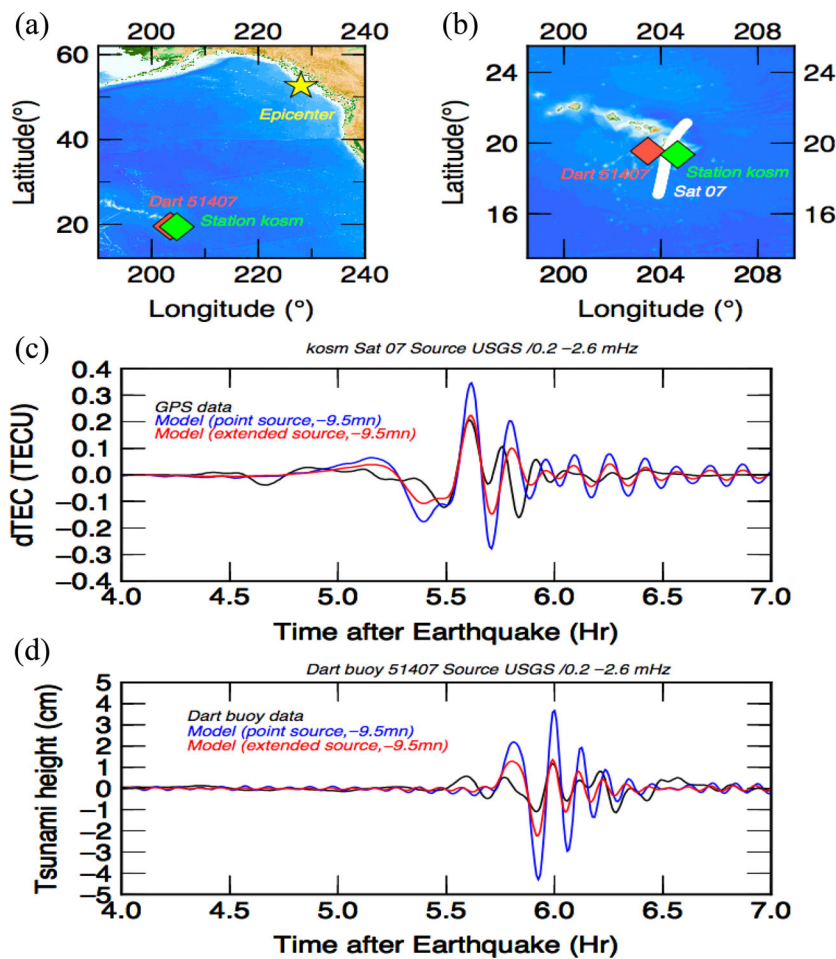 (a)
200 220 240
60
40
20
Latitude(°)
Epicenter
Dart 51407
Station kosm
200 220 240
Longitude (°)
(b)
200 204 208
24
20
16
24
20
16
Latitude(°)
Dart 51407
Station kosm
Sat 07
200 204 208
Longitude (°)
(c)
kosm Sat 07 Source USGS /0.2 –2.6 mHz
0.4
0.3
0.2
0.1
0.0
–0.1
–0.2
–0.3
–0.4
dTEC (TECU)
GPS data
Model (point source,–9.5mn)
Model (extended source,–9.5mn)
4.0 4.5 5.0 5.5 6.0 6.5 7.0
Time after Earthquake (Hr)
(d)
Dart buoy 51407 Source USGS /0.2 –2.6 mHz
5
4
3
2
1
0
–1
–2
–3
–4
–5
Tsunami height (cm)
Dart buoy data
Model (point source,–9.5mn)
Model (extended source,–9.5mn)
4.0 4.5 5.0 5.5 6.0 6.5 7.0
Time after Earthquake (Hr)